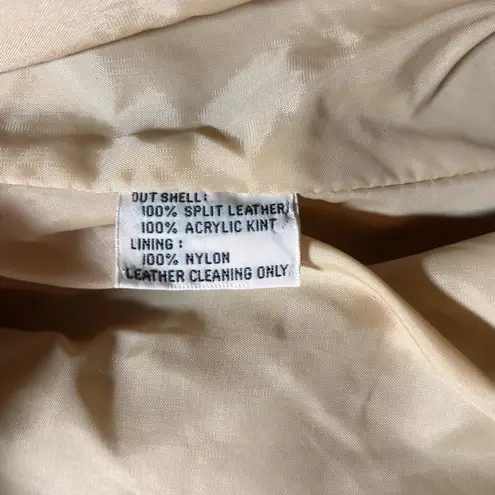 OUT SHELL:
100% SPLIT LEATHER
100% ACRYLIC KINT
LINING :
100% NYLON
LEATHER CLEANING ONLY